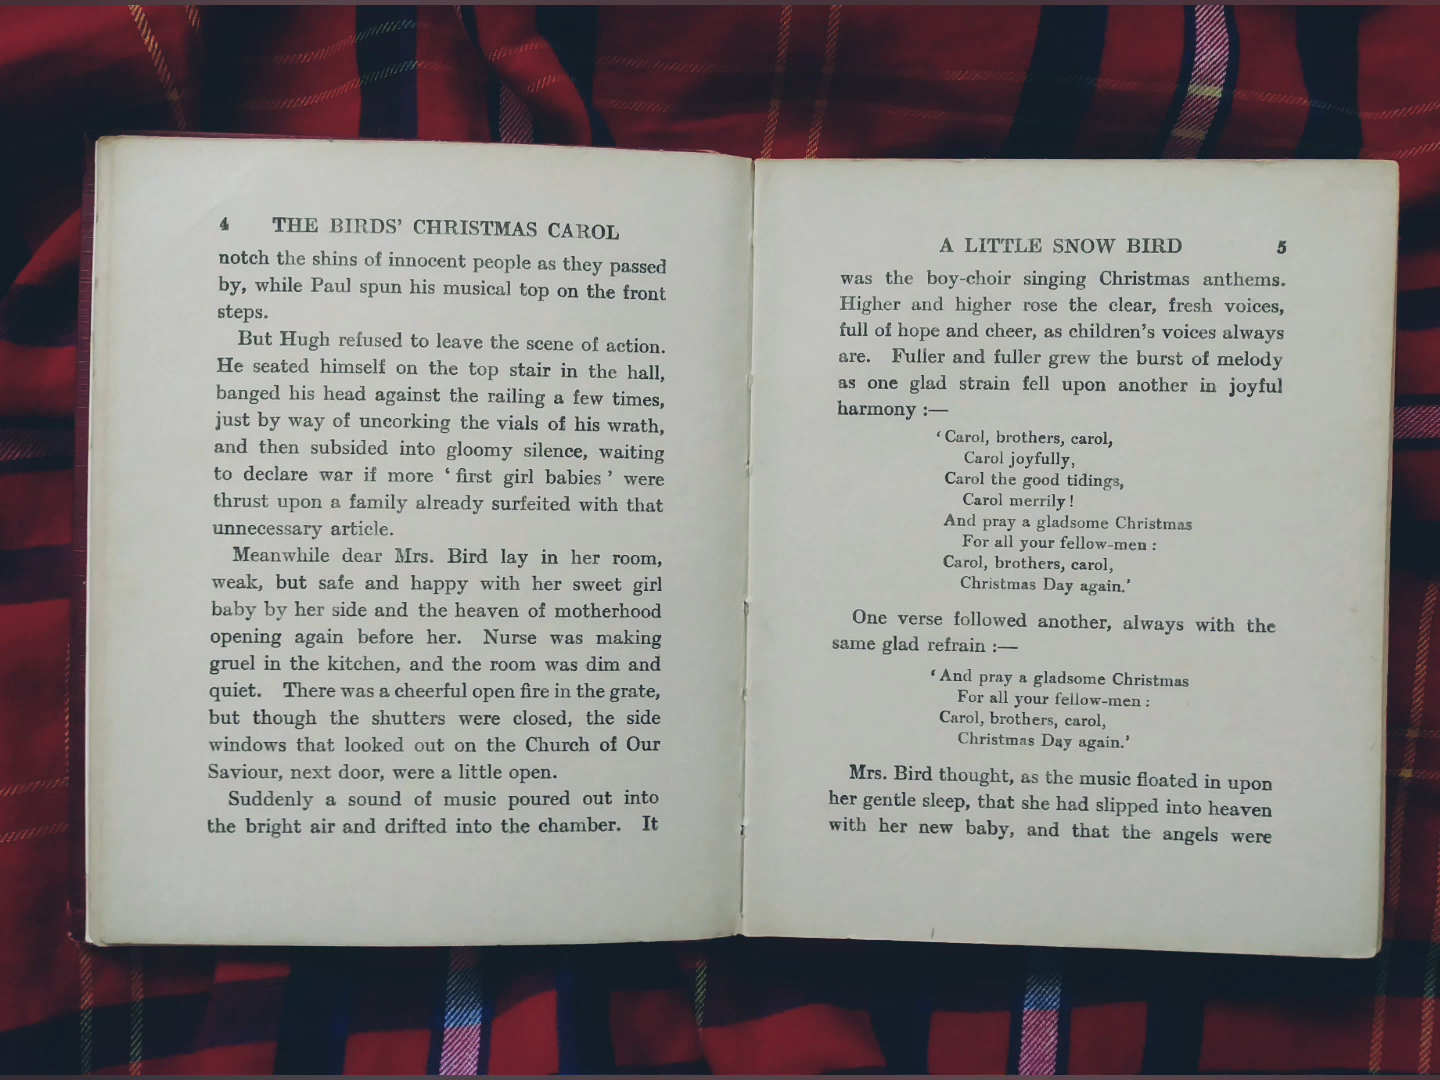 4 THE BIRDS' CHRISTMAS CAROL
notch the shins of innocent people as they passed
by, while Paul spun his musical top on the front
steps.
But Hugh refused to leave the scene of action.
He seated himself on the top stair in the hall,
banged his head against the railing a few times,
just by way of uncorking the vials of his wrath,
and then subsided into gloomy silence, waiting
to declare war if more ‘ first girl babies ’ were
thrust upon a family already surfeited with that
unnecessary article.
Meanwhile dear Mrs. Bird lay in her room,
weak, but safe and happy with her sweet girl
baby by her side and the heaven of motherhood
opening again before her. Nurse was making
gruel in the kitchen, and the room was dim and
quiet. There was a cheerful open fire in the grate,
but though the shutters were closed, the side
windows that looked out on the Church of Our
Saviour, next door, were a little open.
Suddenly a sound of music poured out into
the bright air and drifted into the chamber. It
A LITTLE SNOW BIRD 5
was the boy-choir singing Christmas anthems.
Higher and higher rose the clear, fresh voices,
full of hope and cheer, as children's voices always
are. Fuller and fuller grew the burst of melody
as one glad strain fell upon another in joyful
harmony :—
‘ Carol, brothers, carol,
Carol joyfully,
Carol the good tidings,
Carol merrily !
And pray a gladsome Christmas
For all your fellow-men :
Carol, brothers, carol,
Christmas Day again.’
One verse followed another, always with the
same glad refrain :—
‘ And pray a gladsome Christmas
For all your fellow-men :
Carol, brothers, carol,
Christmas Day again.’
Mrs. Bird thought, as the music floated in upon
her gentle sleep, that she had slipped into heaven
with her new baby, and that the angels were